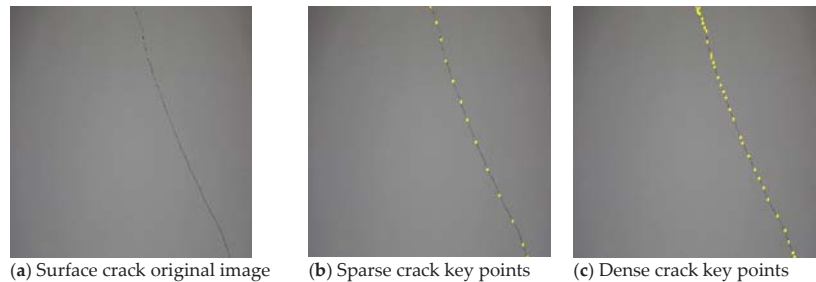 (a) Surface crack original image
(b) Sparse crack key points
(c) Dense crack key points